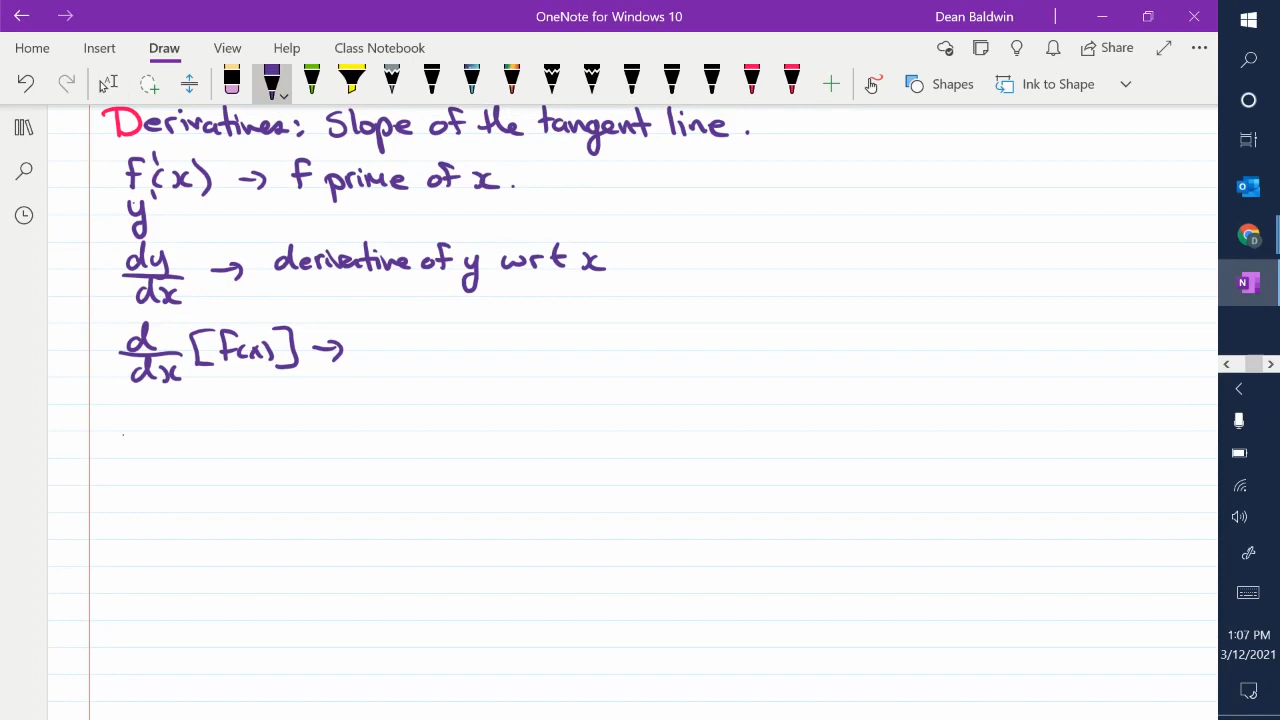 OneNote for Windows 10
Dean Baldwin
Home Insert Draw View Help Class Notebook
Share
Shapes
Ink to Shape
Derivatives: Slope of the tangent line.
f'(x) → f prime of x.
y'
dy/dx → derivative of y wrt x
d/dx [f(x)] →
1:07 PM
3/12/2021